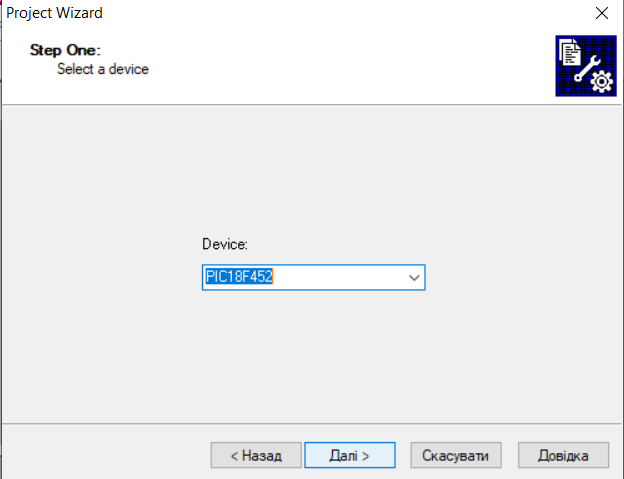 Project Wizard
Step One:
Select a device
Device:
PIC18F452
< Назад
Далі >
Скасувати
Довідка